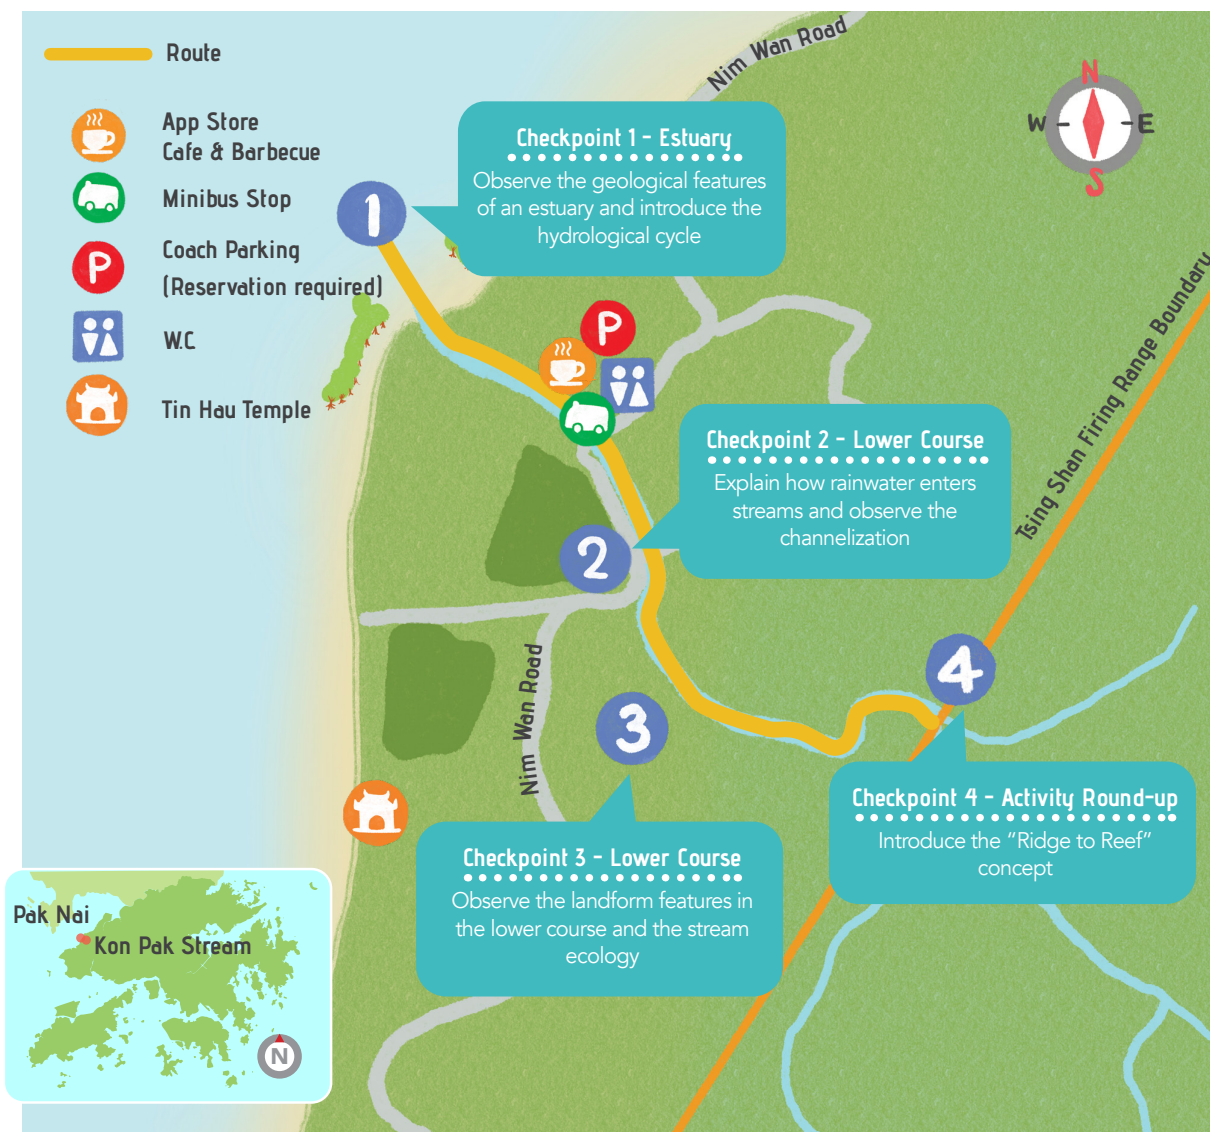 Route
App Store
Cafe & Barbecue
Minibus Stop
P
Coach Parking
(Reservation required)
W.C
Tin Hau Temple
Nim Wan Road
N
W
E
S
1
Checkpoint 1 - Estuary
Observe the geological features
of an estuary and introduce the
hydrological cycle
P
Checkpoint 2 - Lower Course
Explain how rainwater enters
streams and observe the
channelization
2
Tsing Shan Firing Range Boundary
Nim Wan Road
3
4
Checkpoint 4 - Activity Round-up
Introduce the “Ridge to Reef”
concept
Checkpoint 3 - Lower Course
Observe the landform features in
the lower course and the stream
ecology
Pak Nai
Kon Pak Stream
N